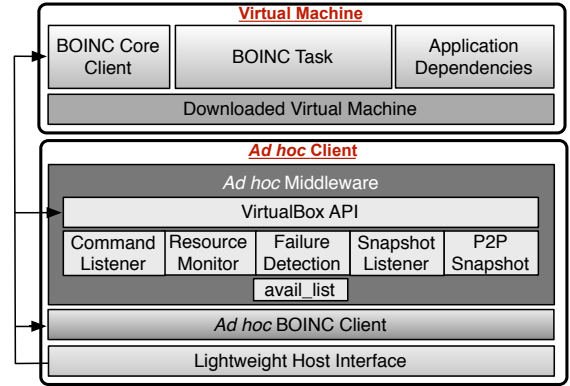 Virtual Machine
BOINC Core Client
BOINC Task
Application Dependencies
Downloaded Virtual Machine
Ad hoc Client
Ad hoc Middleware
VirtualBox API
Command Listener
Resource Monitor
Failure Detection
Snapshot Listener
P2P Snapshot
avail_list
Ad hoc BOINC Client
Lightweight Host Interface